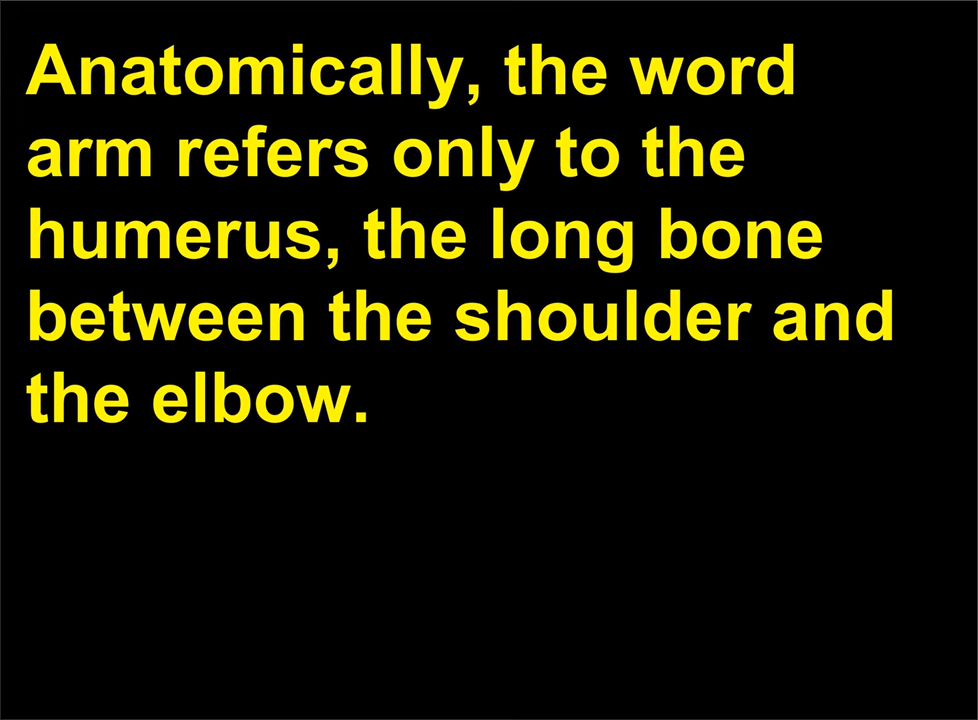 Anatomically, the word
arm refers only to the
humerus, the long bone
between the shoulder and
the elbow.